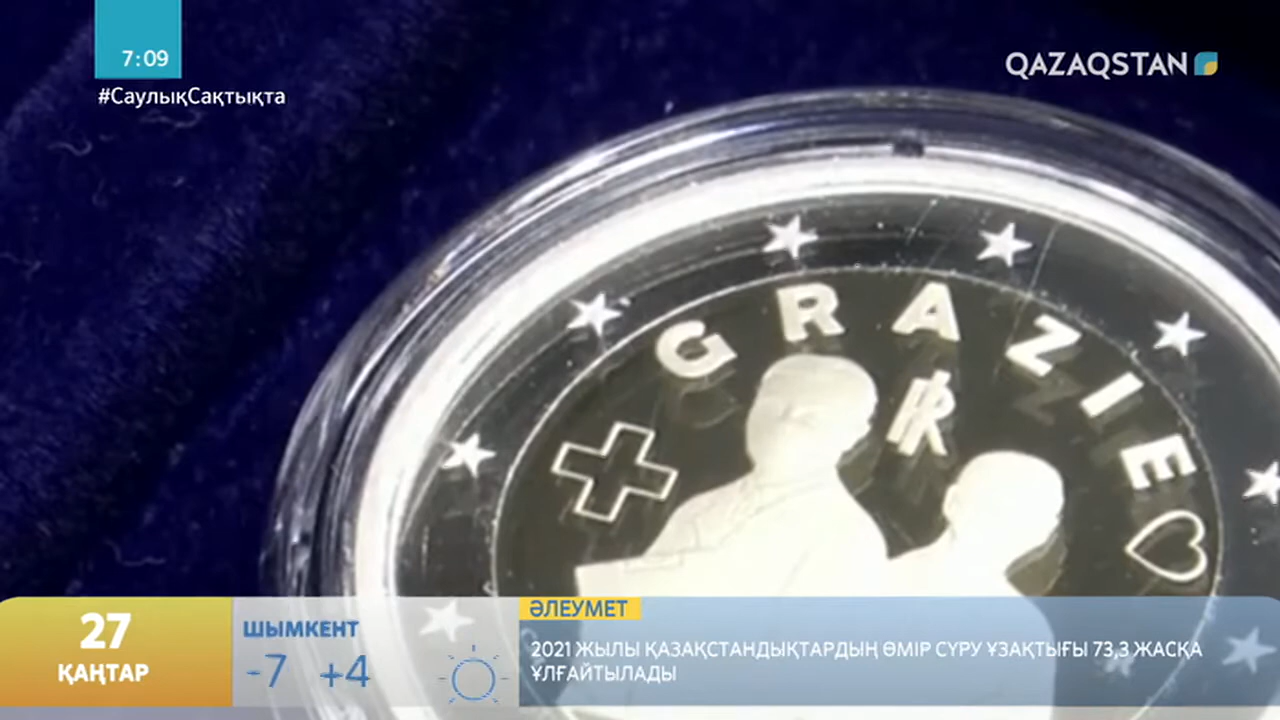 7:09
#СаулықСақтықта
QAZAQSTAN
GRAZIE
RI
27
ҚАҢТАР
ШЫМКЕНТ
-7 +4
ӘЛЕУМЕТ
2021 ЖЫЛЫ ҚАЗАҚСТАНДЫҚТАРДЫҢ ӨМІР СҮРУ ҰЗАҚТЫҒЫ 73,3 ЖАСҚА
ҰЛҒАЙТЫЛАДЫ